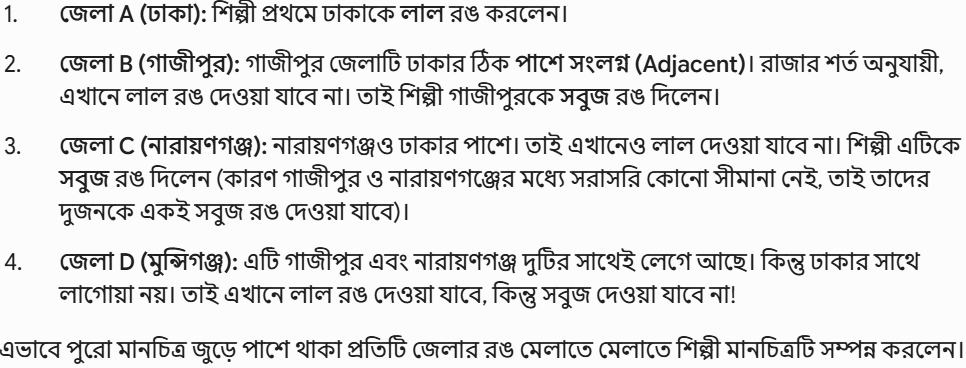 1. জেলা A (ঢাকা): শিল্পী প্রথমে ঢাকাকে লাল রঙ করলেন।
2. জেলা B (গাজীপুর): গাজীপুর জেলাটি ঢাকার ঠিক পাশে সংলগ্ন (Adjacent)। রাজার শর্ত অনুযায়ী,
এখানে লাল রঙ দেওয়া যাবে না। তাই শিল্পী গাজীপুরকে সবুজ রঙ দিলেন।
3. জেলা C (নারায়ণগঞ্জ): নারায়ণগঞ্জও ঢাকার পাশে। তাই এখানেও লাল দেওয়া যাবে না। শিল্পী এটিকে
সবুজ রঙ দিলেন (কারণ গাজীপুর ও নারায়ণগঞ্জের মধ্যে সরাসরি কোনো সীমানা নেই, তাই তাদের
দুজনকে একই সবুজ রঙ দেওয়া যাবে)।
4. জেলা D (মুন্সিগঞ্জ): এটি গাজীপুর এবং নারায়ণগঞ্জ দুটির সাথেই লেগে আছে। কিন্তু ঢাকার সাথে
লাগোয়া নয়। তাই এখানে লাল রঙ দেওয়া যাবে, কিন্তু সবুজ দেওয়া যাবে না!
এভাবে পুরো মানচিত্র জুড়ে পাশে থাকা প্রতিটি জেলার রঙ মেলাতে মেলাতে শিল্পী মানচিত্রটি সম্পন্ন করলেন।